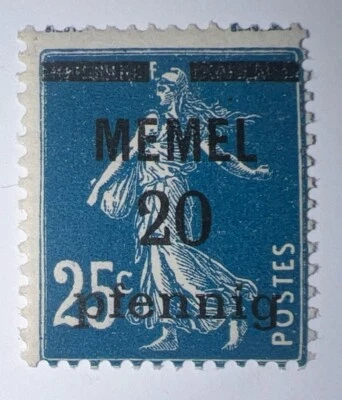 MEMEL
20
25c
pfennig
POSTES